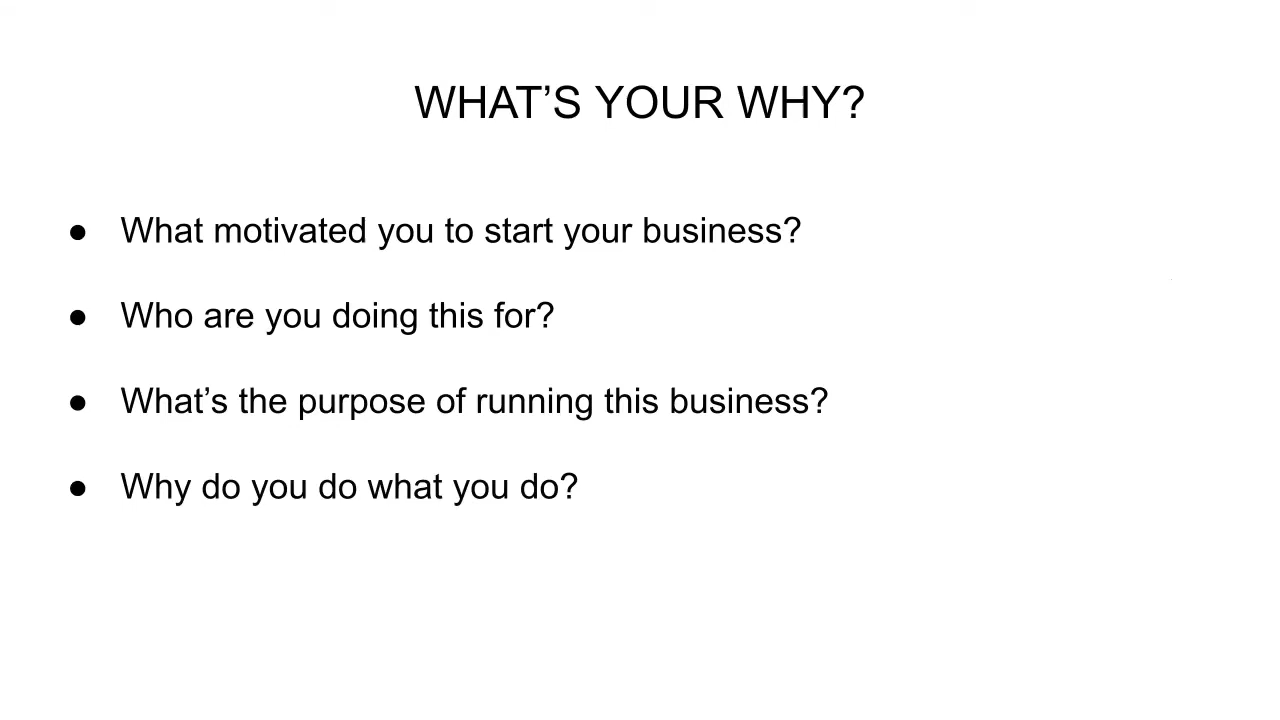 WHAT’S YOUR WHY?
● What motivated you to start your business?
● Who are you doing this for?
● What’s the purpose of running this business?
● Why do you do what you do?